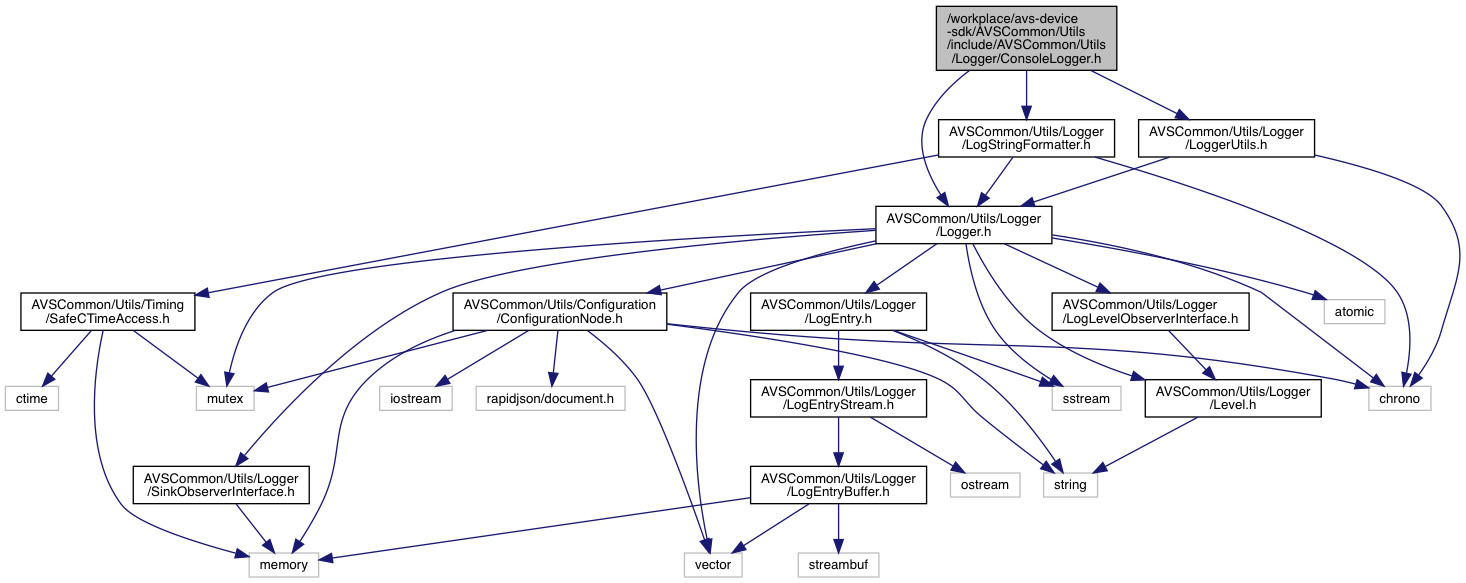 /workplace/avs-device
-sdk/AVSCommon/Utils
/include/AVSCommon/Utils
/Logger/ConsoleLogger.h
AVSCommon/Utils/Logger
/LogStringFormatter.h
AVSCommon/Utils/Logger
/LoggerUtils.h
AVSCommon/Utils/Logger
/Logger.h
AVSCommon/Utils/Timing
/SafeCTimeAccess.h
AVSCommon/Utils/Configuration
/ConfigurationNode.h
AVSCommon/Utils/Logger
/LogEntry.h
AVSCommon/Utils/Logger
/LogLevelObserverInterface.h
atomic
ctime
mutex
iostream
rapidjson/document.h
AVSCommon/Utils/Logger
/LogEntryStream.h
sstream
AVSCommon/Utils/Logger
/Level.h
chrono
AVSCommon/Utils/Logger
/SinkObserverInterface.h
AVSCommon/Utils/Logger
/LogEntryBuffer.h
ostream
string
memory
vector
streambuf